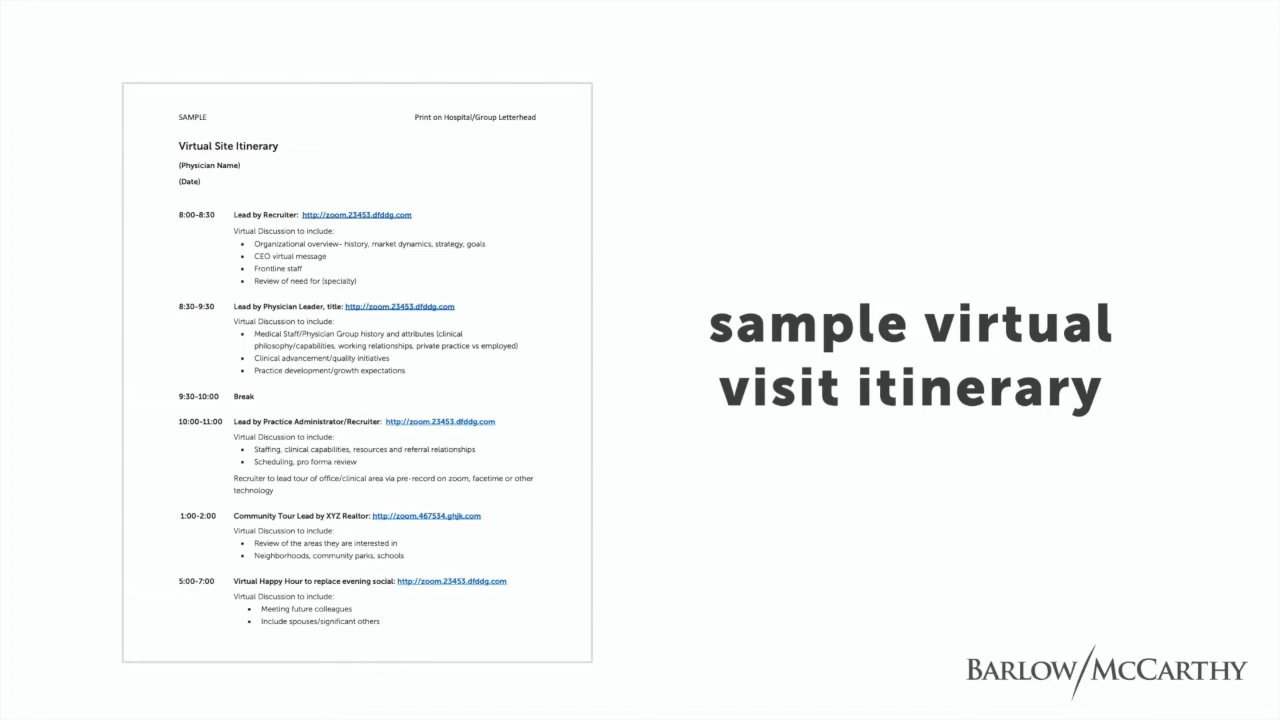 SAMPLE Print on Hospital/Group Letterhead
Virtual Site Itinerary
(Physician Name)
(Date)
8:00-8:30 Lead by Recruiter: http://zoom.23453.dfddg.com
Virtual Discussion to include:
• Organizational overview- history, market dynamics, strategy, goals
• CEO virtual message
• Frontline staff
• Review of need for (specialty)
8:30-9:30 Lead by Physician Leader, title: http://zoom.23453.dfddg.com
Virtual Discussion to include:
• Medical Staff/Physician Group history and attributes (clinical
philosophy/capabilities, working relationships, private practice vs employed)
• Clinical advancement/quality initiatives
• Practice development/growth expectations
9:30-10:00 Break
10:00-11:00 Lead by Practice Administrator/Recruiter: http://zoom.23453.dfddg.com
Virtual Discussion to include:
• Staffing, clinical capabilities, resources and referral relationships
• Scheduling, pro forma review
Recruiter to lead tour of office/clinical area via pre-record on zoom, facetime or other
technology
1:00-2:00 Community Tour Lead by XYZ Realtor: http://zoom.467534.ghjk.com
Virtual Discussion to include:
• Review of the areas they are interested in
• Neighborhoods, community parks, schools
5:00-7:00 Virtual Happy Hour to replace evening social: http://zoom.23453.dfddg.com
Virtual Discussion to include:
• Meeting future colleagues
• Include spouses/significant others
sample virtual
visit itinerary
BARLOW/MCCARTHY